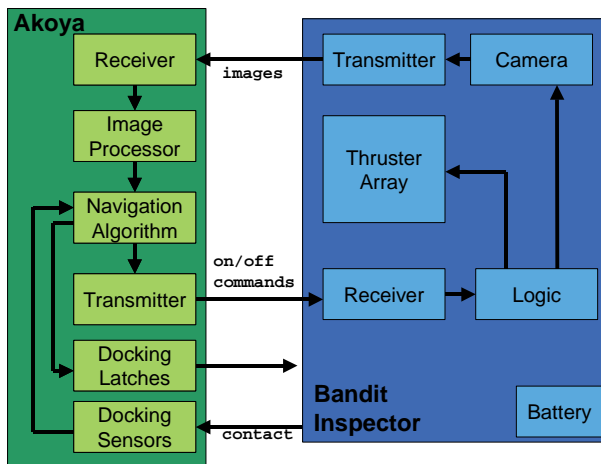 Akoya
Receiver
Image
Processor
Navigation
Algorithm
Transmitter
Docking
Latches
Docking
Sensors
images
on/off
commands
contact
Transmitter
Camera
Thruster
Array
Receiver
Logic
Bandit
Inspector
Battery